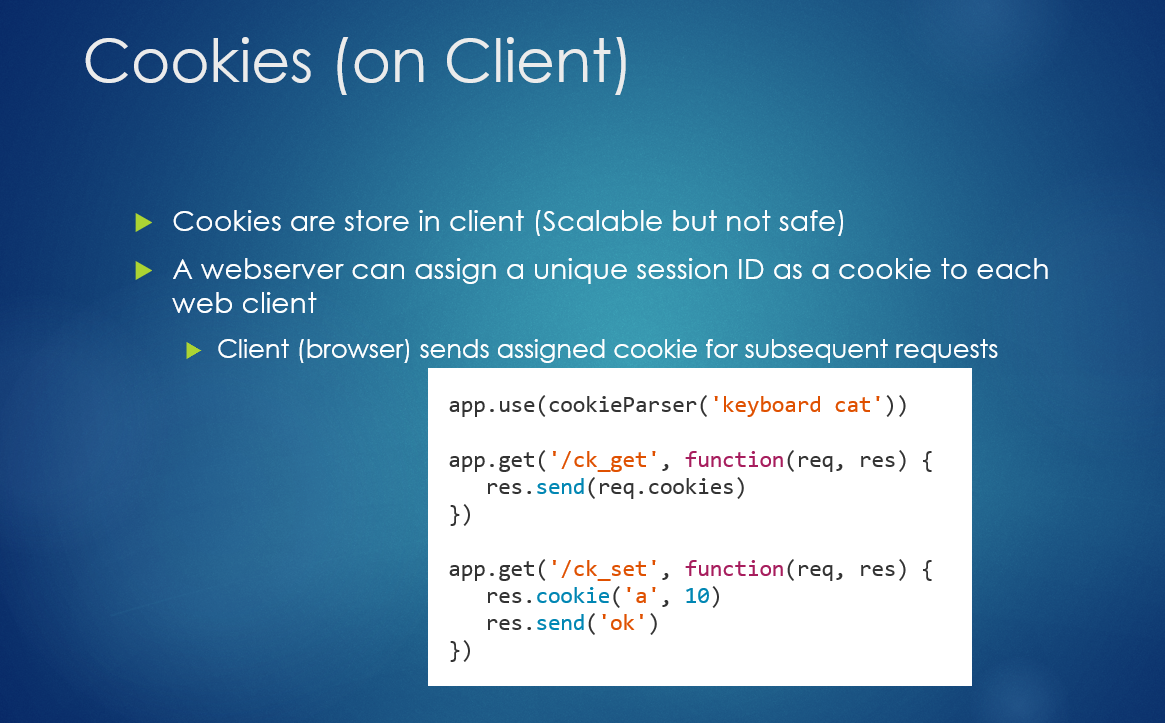 Cookies (on Client)
Cookies are store in client (Scalable but not safe)
A webserver can assign a unique session ID as a cookie to each
web client
Client (browser) sends assigned cookie for subsequent requests
app.use(cookieParser('keyboard cat'))
app.get('/ck_get', function(req, res) {
   res.send(req.cookies)
})
app.get('/ck_set', function(req, res) {
   res.cookie('a', 10)
   res.send('ok')
})